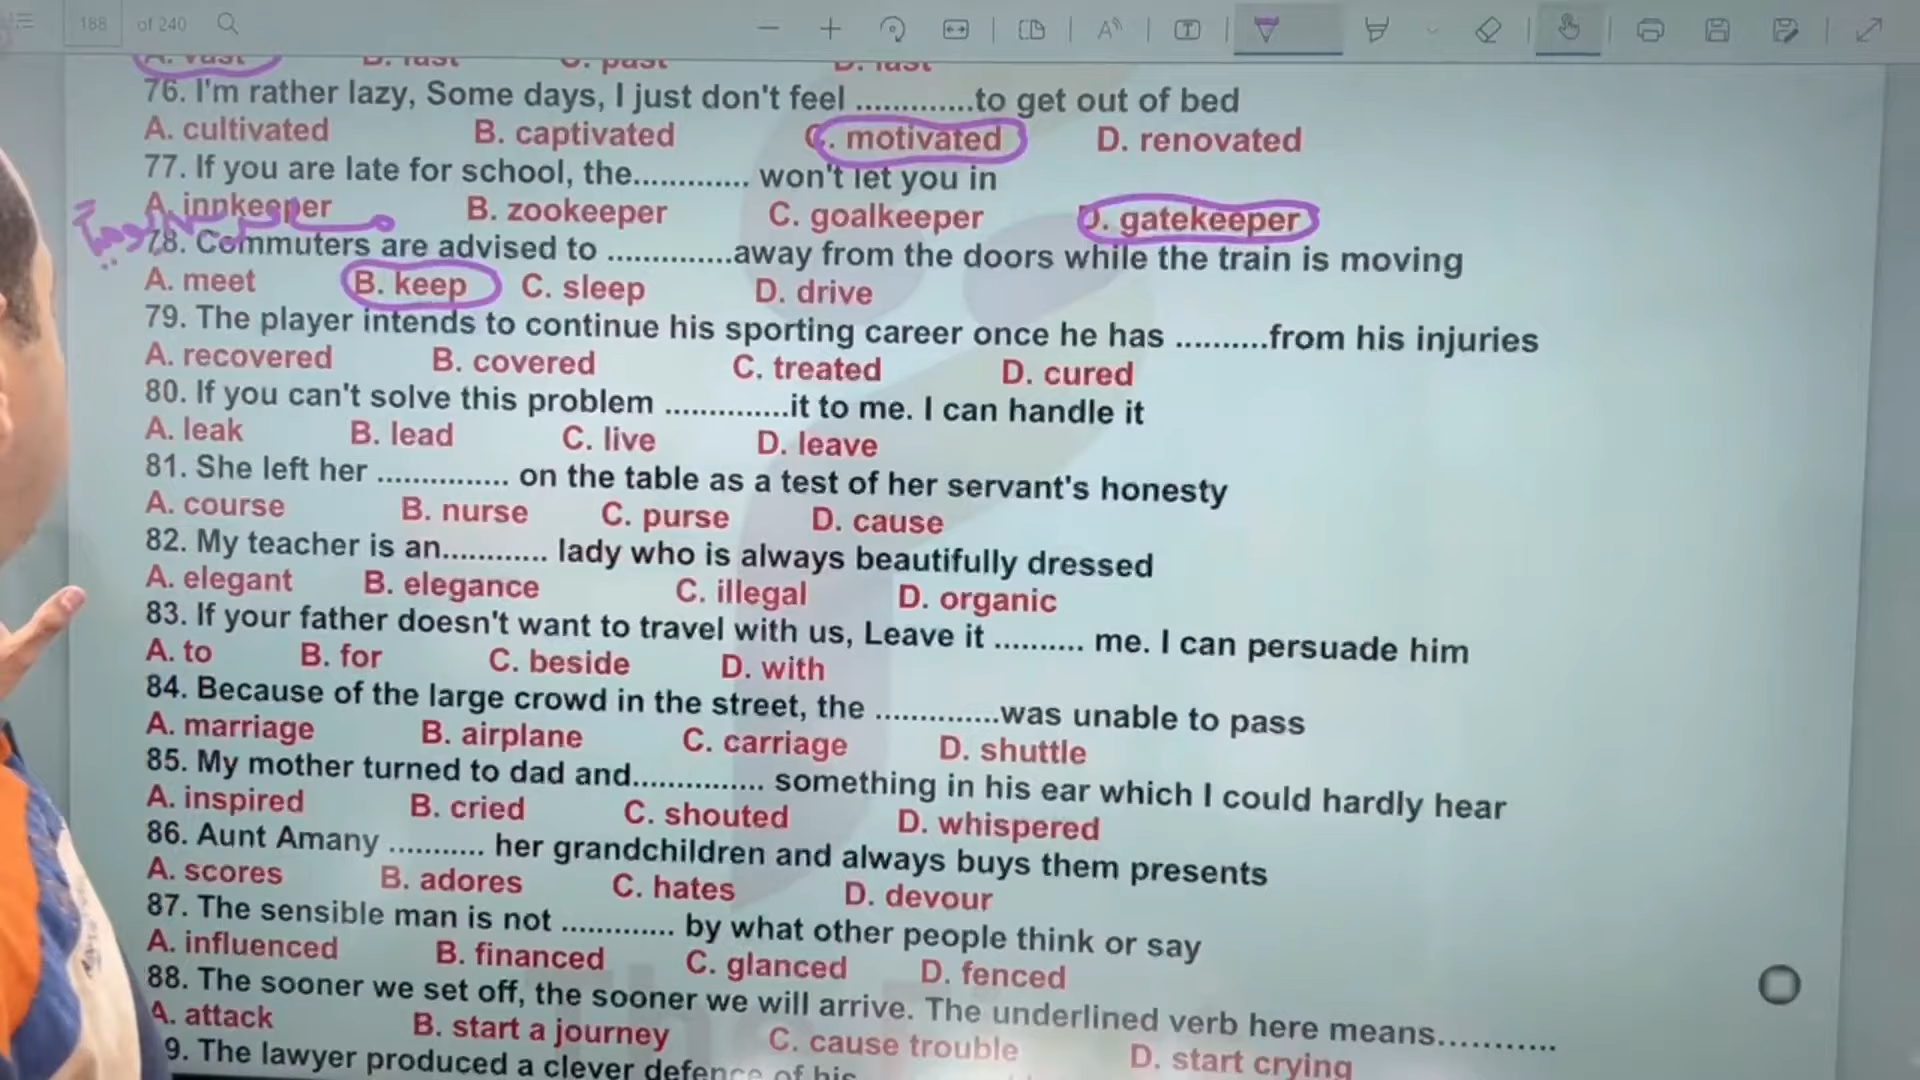 188 of 240
A. vast B. fast C. past D. last
76. I'm rather lazy, Some days, I just don't feel .............to get out of bed
A. cultivated B. captivated C. motivated D. renovated
77. If you are late for school, the............. won't let you in
A. innkeeper B. zookeeper C. goalkeeper D. gatekeeper
78. Commuters are advised to ..............away from the doors while the train is moving
A. meet B. keep C. sleep D. drive
79. The player intends to continue his sporting career once he has ..........from his injuries
A. recovered B. covered C. treated D. cured
80. If you can't solve this problem ..............it to me. I can handle it
A. leak B. lead C. live D. leave
81. She left her ............... on the table as a test of her servant's honesty
A. course B. nurse C. purse D. cause
82. My teacher is an............ lady who is always beautifully dressed
A. elegant B. elegance C. illegal D. organic
83. If your father doesn't want to travel with us, Leave it .......... me. I can persuade him
A. to B. for C. beside D. with
84. Because of the large crowd in the street, the ..............was unable to pass
A. marriage B. airplane C. carriage D. shuttle
85. My mother turned to dad and............... something in his ear which I could hardly hear
A. inspired B. cried C. shouted D. whispered
86. Aunt Amany ........... her grandchildren and always buys them presents
A. scores B. adores C. hates D. devour
87. The sensible man is not ............. by what other people think or say
A. influenced B. financed C. glanced D. fenced
88. The sooner we set off, the sooner we will arrive. The underlined verb here means...........
A. attack B. start a journey C. cause trouble D. start crying
9. The lawyer produced a clever defence of his